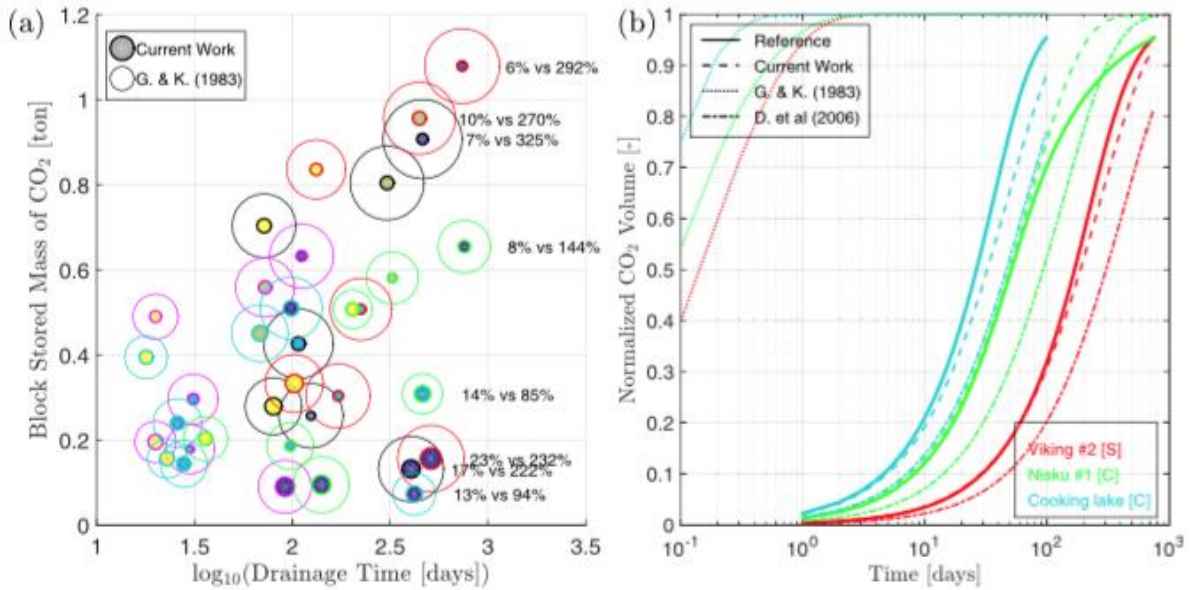 (a)
Block Stored Mass of CO₂ [ton]
1.2
1
0.8
0.6
0.4
0.2
0
Current Work
G. & K. (1983)
6% vs 292%
10% vs 270%
7% vs 325%
8% vs 144%
14% vs 85%
23% vs 232%
17% vs 222%
13% vs 94%
1 1.5 2 2.5 3 3.5
log₁₀(Drainage Time [days])
(b)
Normalized CO₂ Volume [-]
1
0.9
0.8
0.7
0.6
0.5
0.4
0.3
0.2
0.1
0
Reference
Current Work
G. & K. (1983)
D. et al (2006)
Viking #2 [S]
Nisku #1 [C]
Cooking lake [C]
10⁻¹ 10⁰ 10¹ 10² 10³
Time [days]